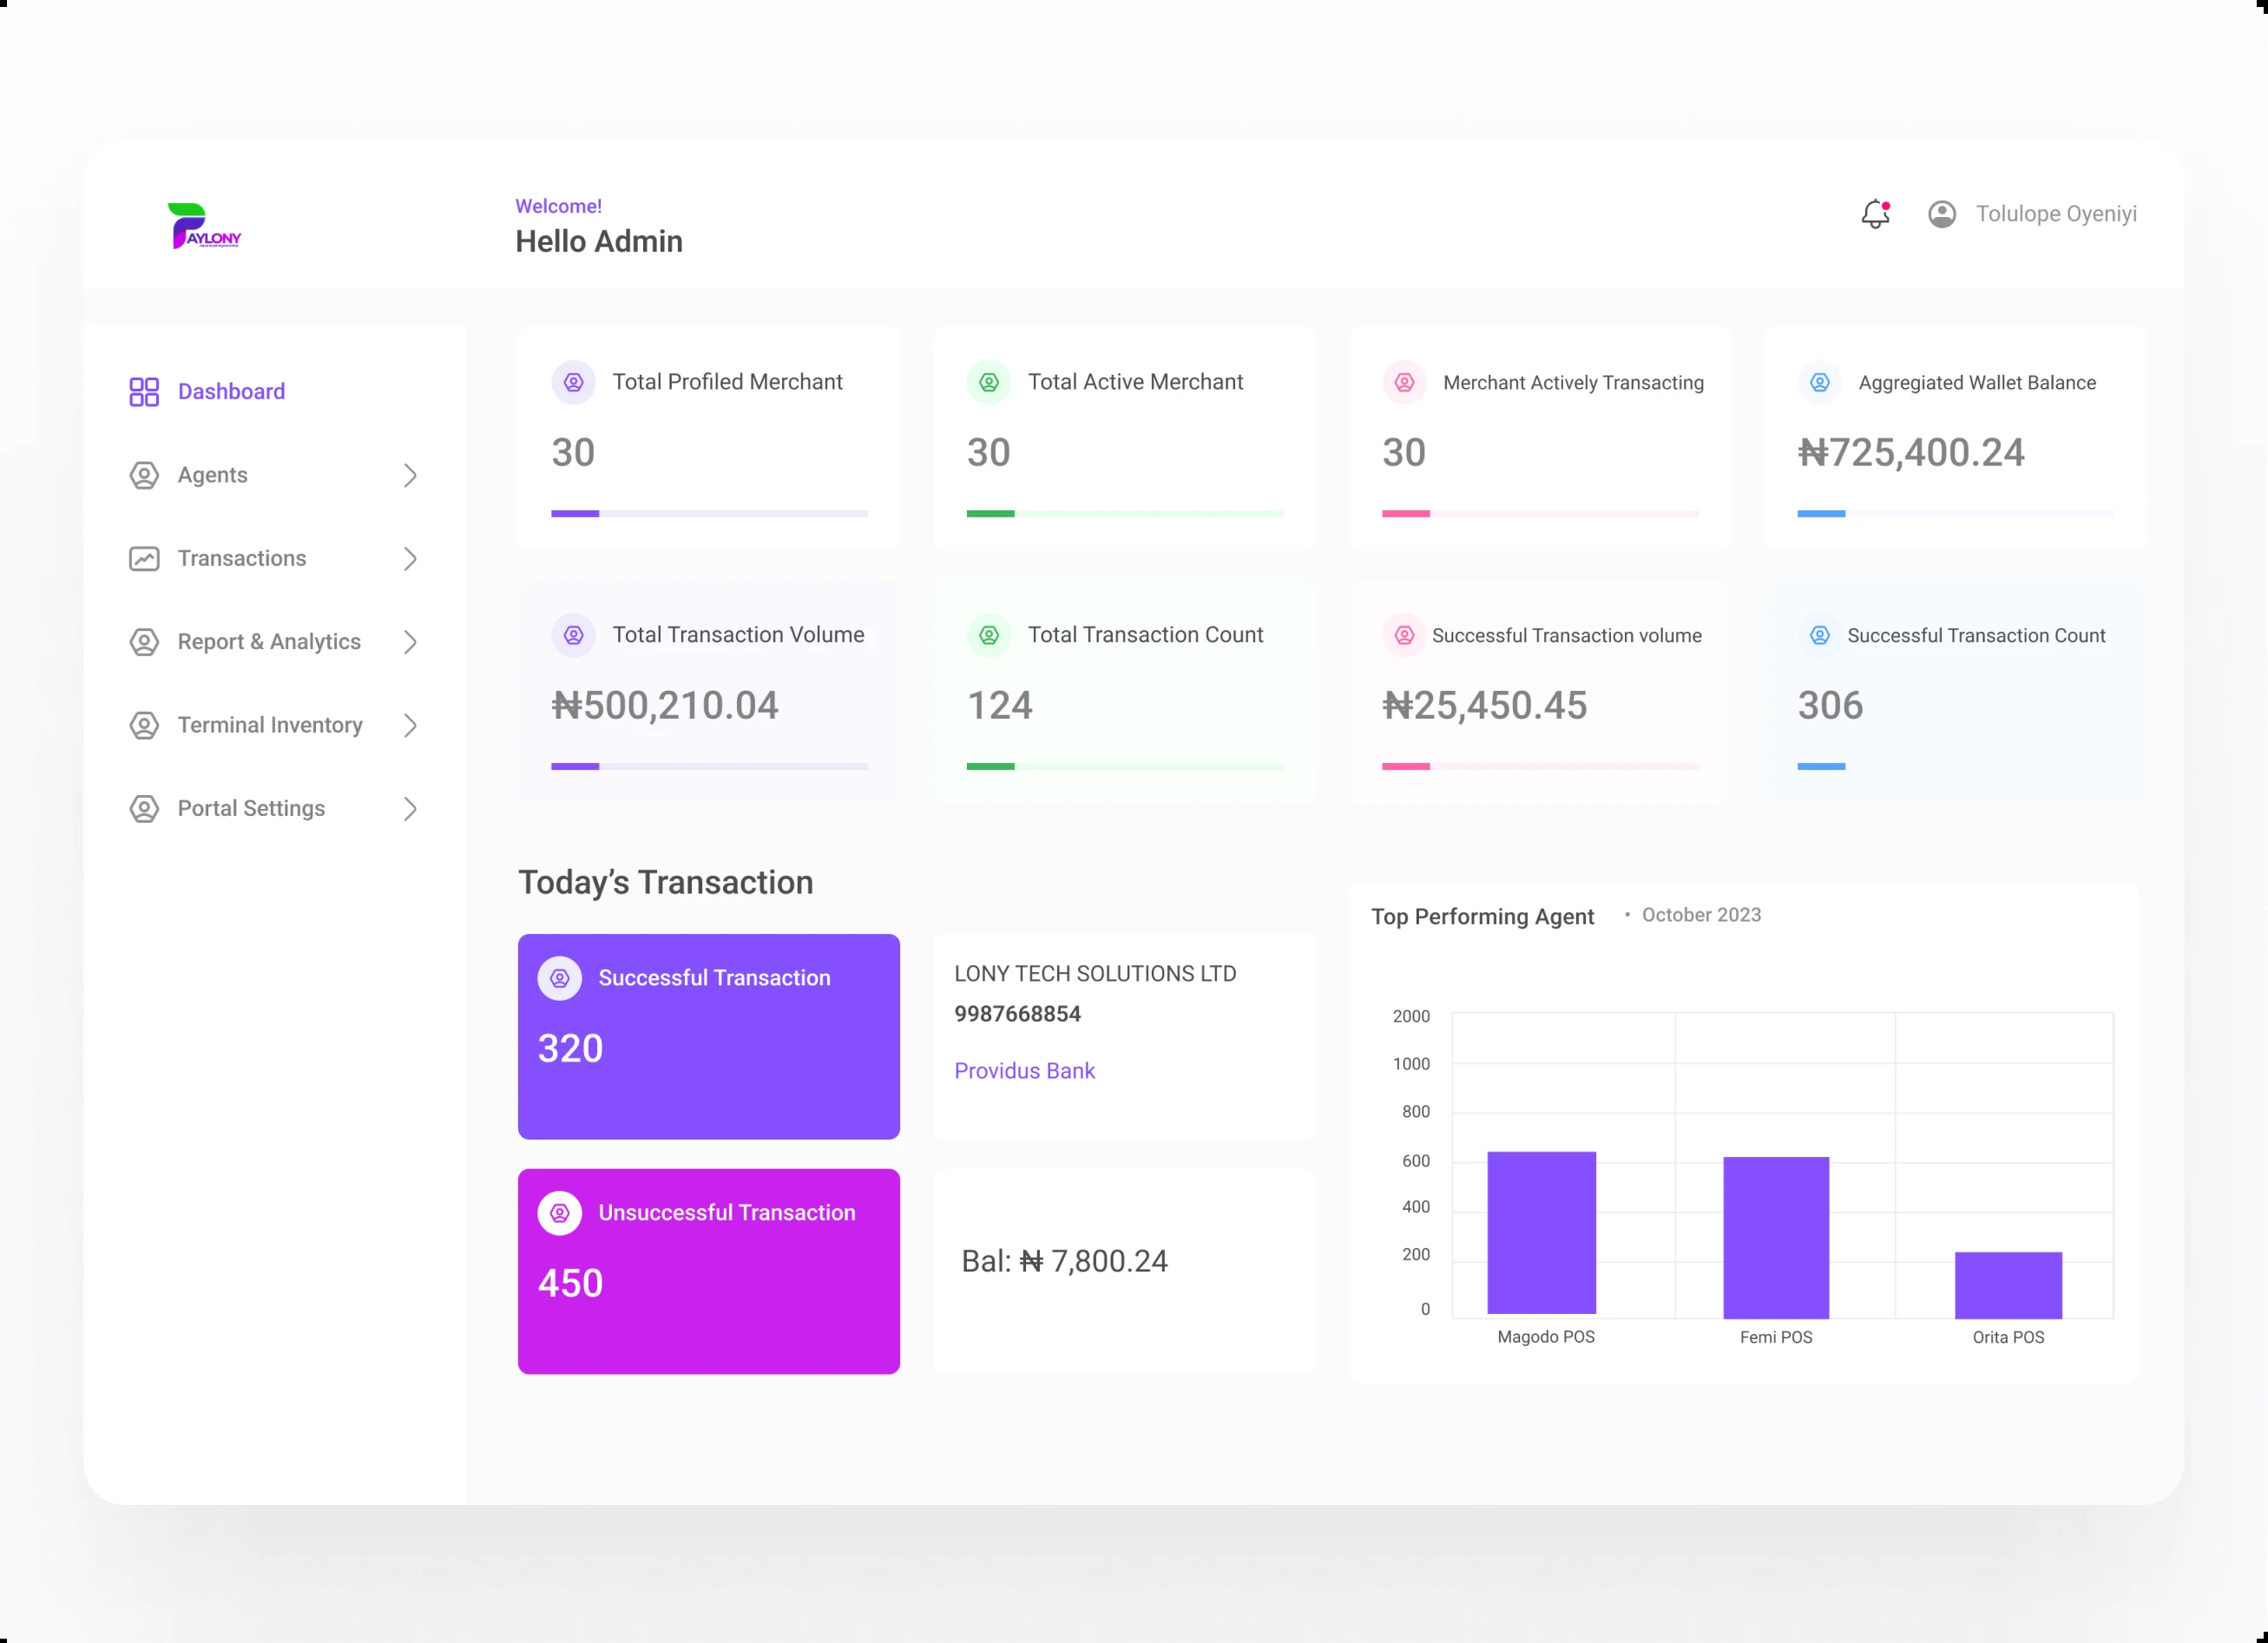 AYLONY
Welcome!
Hello Admin
Tolulope Oyeniyi
Dashboard
Agents
Transactions
Report & Analytics
Terminal Inventory
Portal Settings
Total Profiled Merchant
30
Total Active Merchant
30
Merchant Actively Transacting
30
Aggregiated Wallet Balance
₦725,400.24
Total Transaction Volume
₦500,210.04
Total Transaction Count
124
Successful Transaction volume
₦25,450.45
Successful Transaction Count
306
Today’s Transaction
Successful Transaction
320
LONY TECH SOLUTIONS LTD
9987668854
Providus Bank
Unsuccessful Transaction
450
Bal: ₦ 7,800.24
Top Performing Agent • October 2023
2000
1000
800
600
400
200
0
Magodo POS Femi POS Orita POS